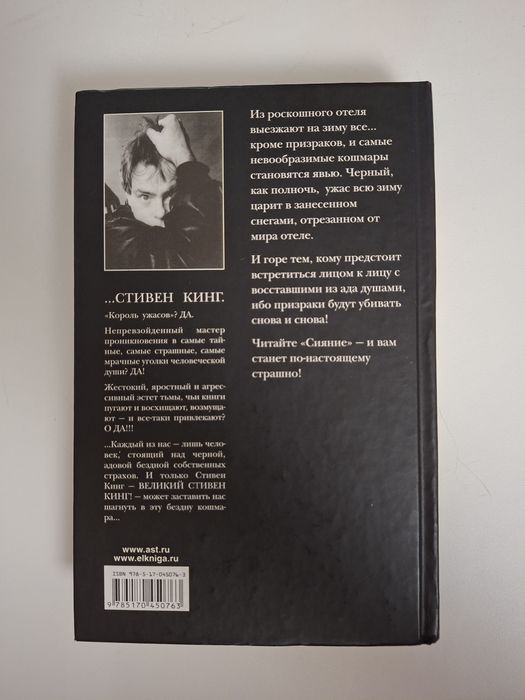 ...СТИВЕН КИНГ.
«Король ужасов»? ДА.
Непревзойденный мастер
проникновения в самые тай-
ные, самые страшные, самые
мрачные уголки человеческой
души? ДА!
Жестокий, яростный и агрес-
сивный эстет тьмы, чьи книги
пугают и восхищают, возмуща-
ют — и все-таки привлекают?
О ДА!!!
...Каждый из нас — лишь чело-
век, стоящий над черной,
адовой бездной собственных
страхов. И только Стивен
Кинг — ВЕЛИКИЙ СТИВЕН
КИНГ! — может заставить нас
шагнуть в эту бездну кошма-
ра...
www.ast.ru
www.elkniga.ru
ISBN 978-5-17-045076-3
9785170450763
Из роскошного отеля
выезжают на зиму все...
кроме призраков, и самые
невообразимые кошмары
становятся явью. Черный,
как полночь, ужас всю зиму
царит в занесенном
снегами, отрезанном от
мира отеле.
И горе тем, кому предстоит
встретиться лицом к лицу с
восставшими из ада душами,
ибо призраки будут убивать
снова и снова!
Читайте «Сияние» — и вам
станет по-настоящему
страшно!